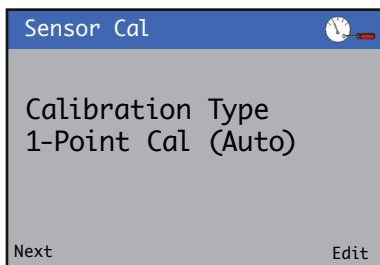 Sensor Cal
Calibration Type
1-Point Cal (Auto)
Next
Edit